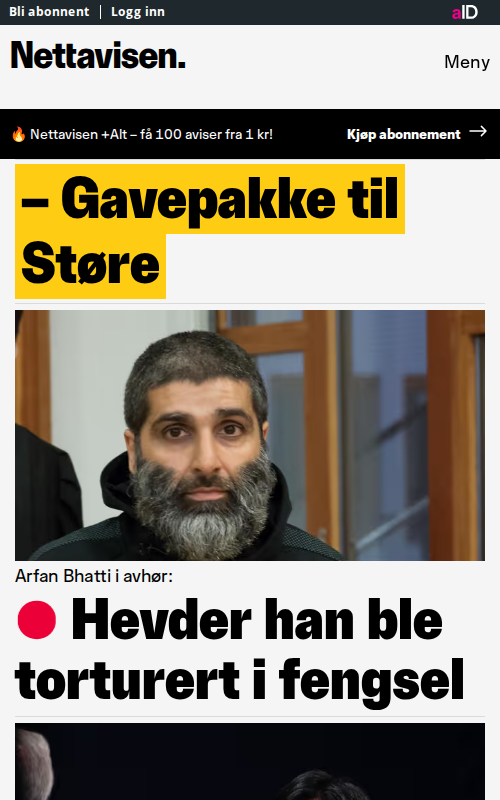 Bli abonnent | Logg inn
aID
Nettavisen.
Meny
🔥 Nettavisen +Alt – få 100 aviser fra 1 kr!
Kjøp abonnement →
– Gavepakke til
Støre
Arfan Bhatti i avhør:
Hevder han ble
torturert i fengsel